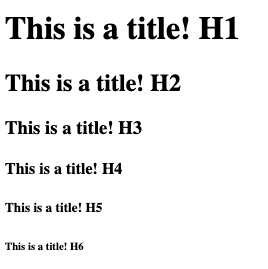 This is a title! H1
This is a title! H2
This is a title! H3
This is a title! H4
This is a title! H5
This is a title! H6